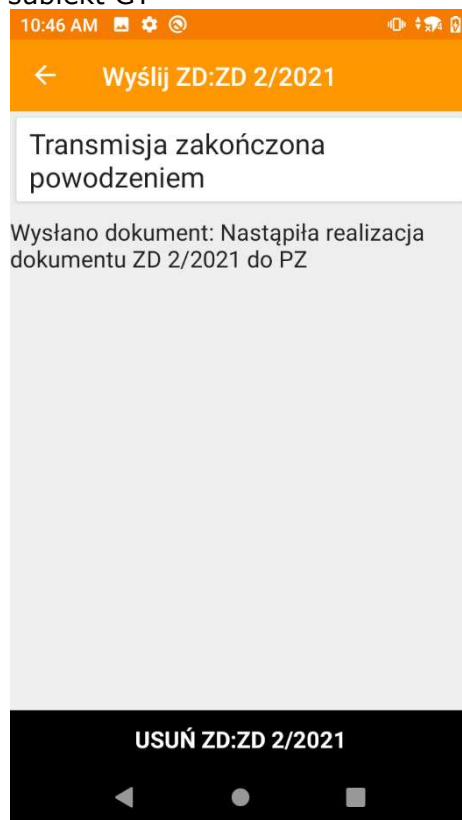 10:46 AM
Wyślij ZD:ZD 2/2021
Transmisja zakończona
powodzeniem
Wysłano dokument: Nastąpiła realizacja
dokumentu ZD 2/2021 do PZ
USUŃ ZD:ZD 2/2021